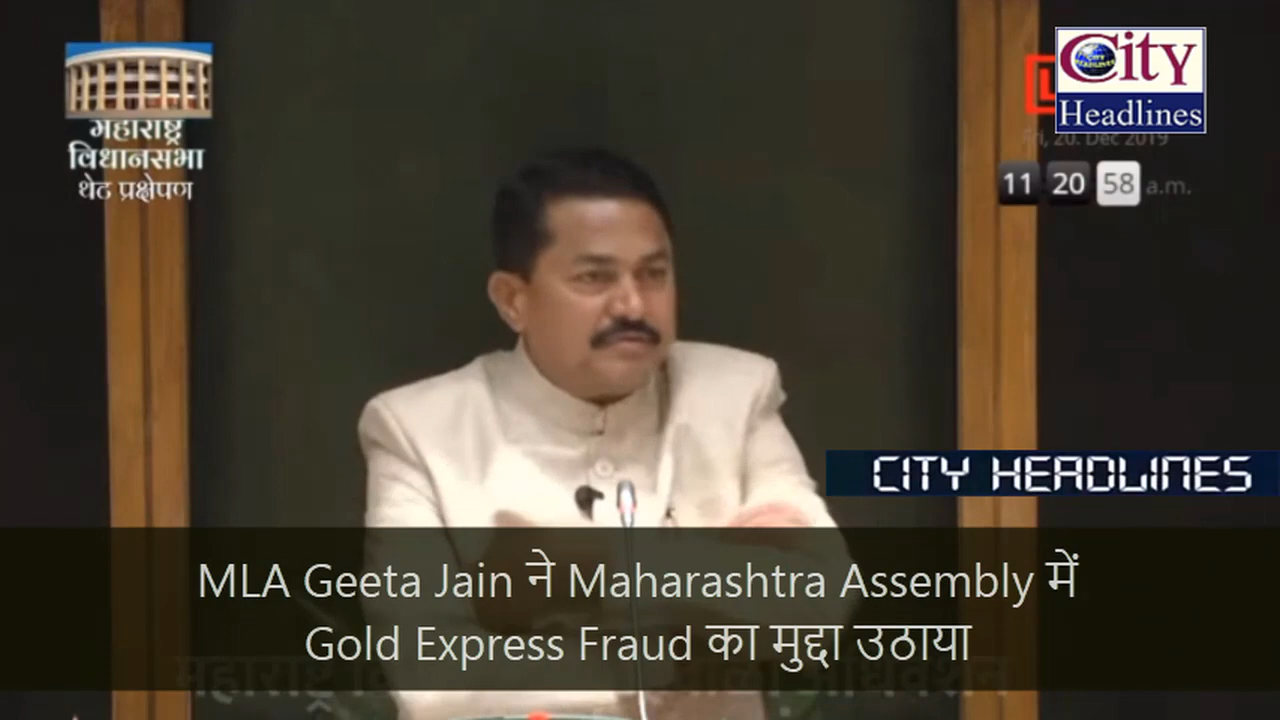 महाराष्ट्र
विधानसभा
थेट प्रक्षेपण
City
Headlines
Fri, 20. Dec 2019
11 20 58 a.m.
CITY HEADLINES
MLA Geeta Jain ने Maharashtra Assembly में
Gold Express Fraud का मुद्दा उठाया
महाराष्ट्र